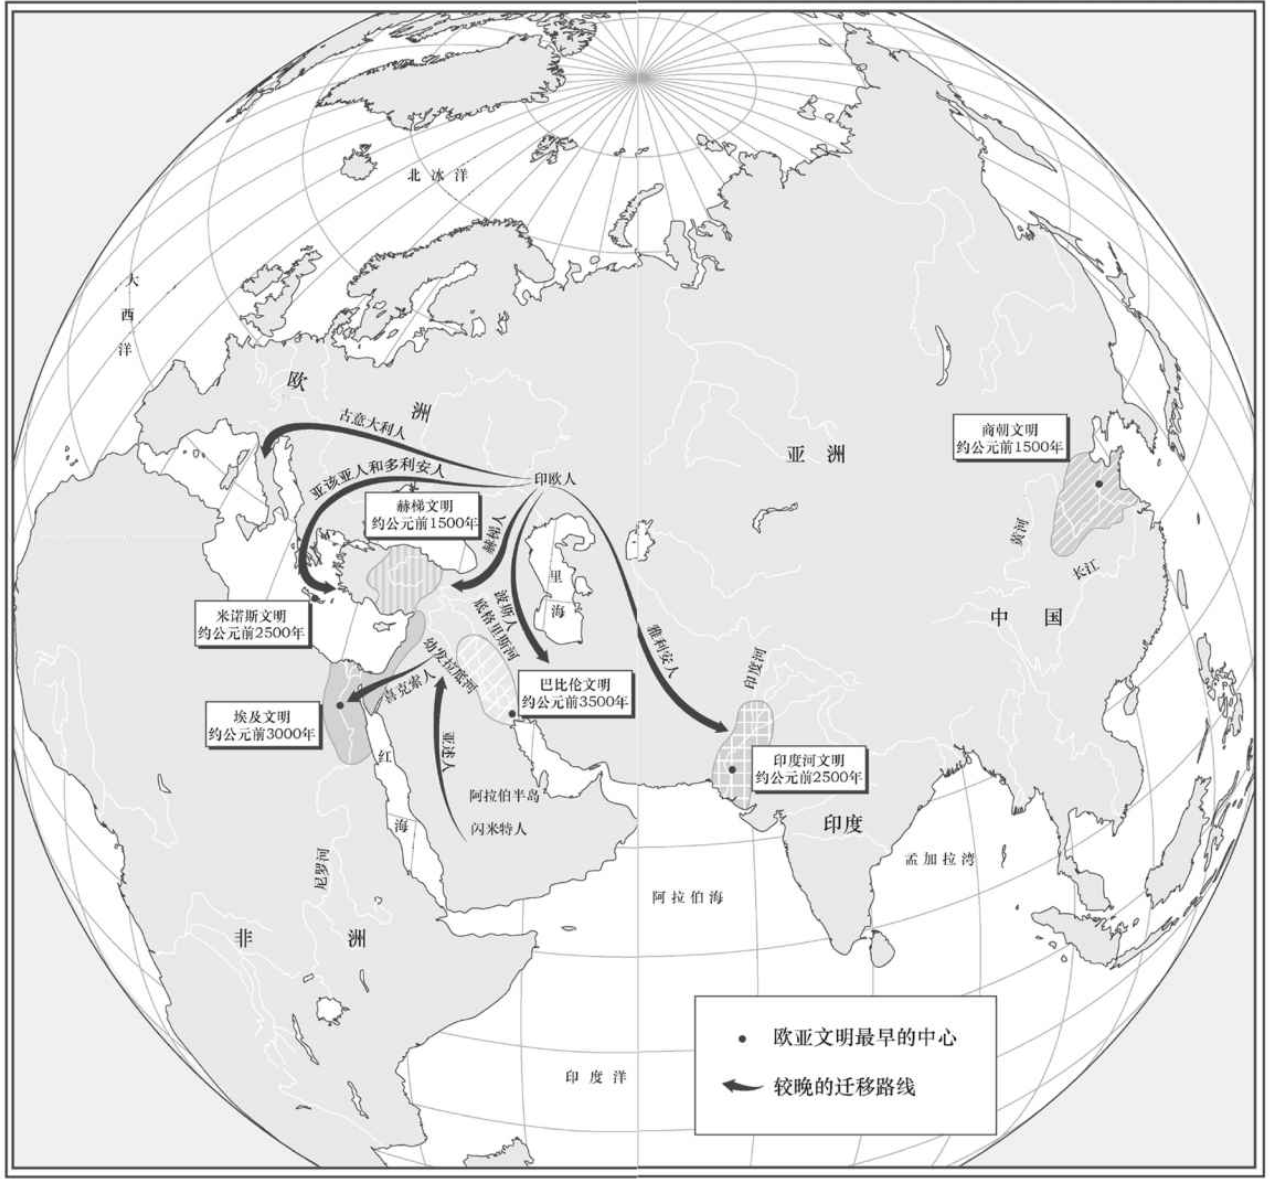 北冰洋
大西洋
欧洲
古意大利人
亚该亚人和多利安人
印欧人
亚洲
商朝文明
约公元前1500年
赫梯文明
约公元前1500年
赫梯人
黄河
长江
里海
波斯人
底格里斯河
米诺斯文明
约公元前2500年
中国
雅利安人
幼发拉底河
印度河
喜克索人
巴比伦文明
约公元前3500年
埃及文明
约公元前3000年
红海
亚述人
印度河文明
约公元前2500年
阿拉伯半岛
闪米特人
印度
尼罗河
孟加拉湾
阿拉伯海
非洲
印度洋
欧亚文明最早的中心
较晚的迁移路线